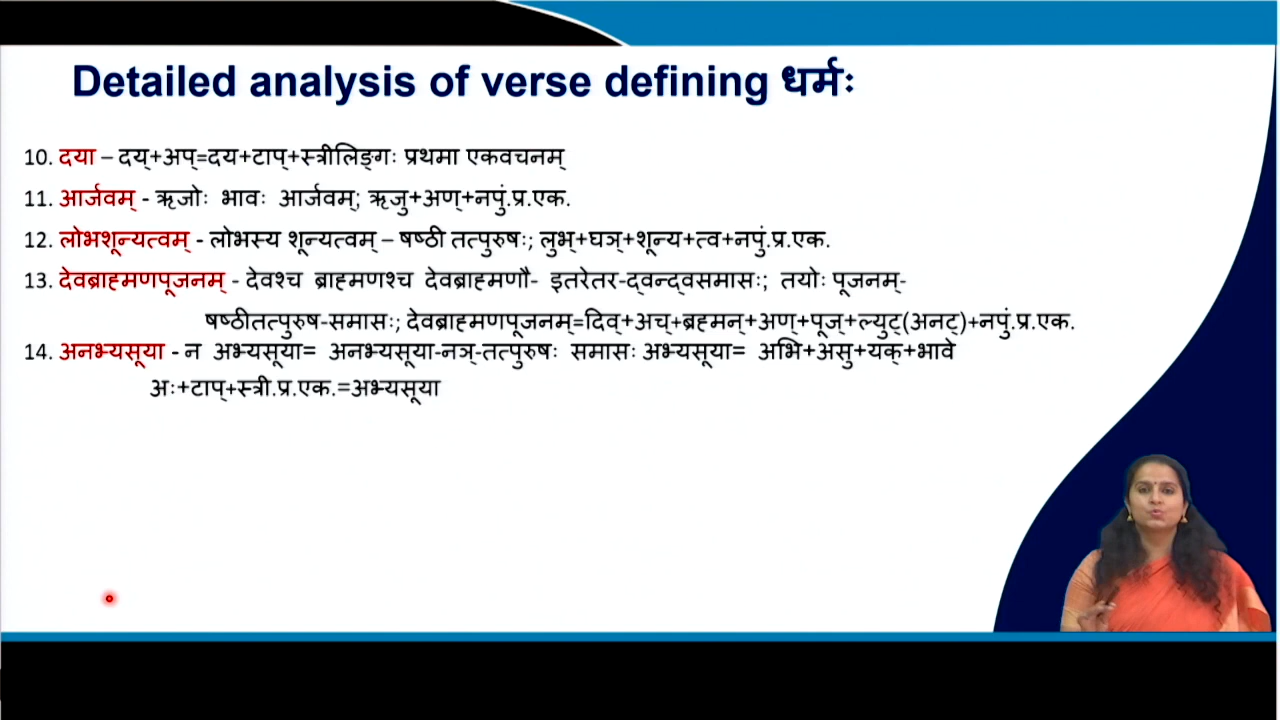 Detailed analysis of verse defining धर्मः
10. दया – दय्+अप्=दय+टाप्+स्त्रीलिङ्गः प्रथमा एकवचनम्
11. आर्जवम् - ऋजोः भावः आर्जवम्; ऋजु+अण्+नपुं.प्र.एक.
12. लोभशून्यत्वम् - लोभस्य शून्यत्वम् – षष्ठी तत्पुरुषः; लुभ्+घञ्+शून्य+त्व+नपुं.प्र.एक.
13. देवब्राह्मणपूजनम् - देवश्च ब्राह्मणश्च देवब्राह्मणौ- इतरेतर-द्वन्द्वसमासः; तयोः पूजनम्-
षष्ठीतत्पुरुष-समासः; देवब्राह्मणपूजनम्=दिव्+अच्+ब्रह्मन्+अण्+पूज्+ल्युट्(अनट्)+नपुं.प्र.एक.
14. अनभ्यसूया - न अभ्यसूया= अनभ्यसूया-नञ्-तत्पुरुषः समासः अभ्यसूया= अभि+असु+यक्+भावे
अः+टाप्+स्त्री.प्र.एक.=अभ्यसूया